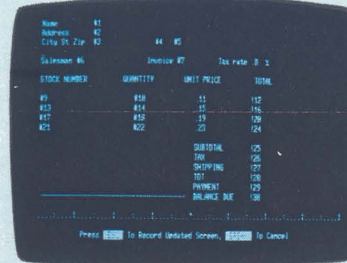 Name #1
Address #2
City St Zip #3 #4 #5
Salesman #6 Invoice #7 Tax rate .8 %
STOCK NUMBER QUANTITY UNIT PRICE TOTAL
#9 #10 .11 !12
#13 #14 .15 !16
#17 #18 .19 !20
#21 #22 .23 !24
SUBTOTAL !25
TAX !26
SHIPPING !27
TOT !28
PAYMENT !29
BALANCE DUE !30
Press To Record Updated Screen, To Cancel